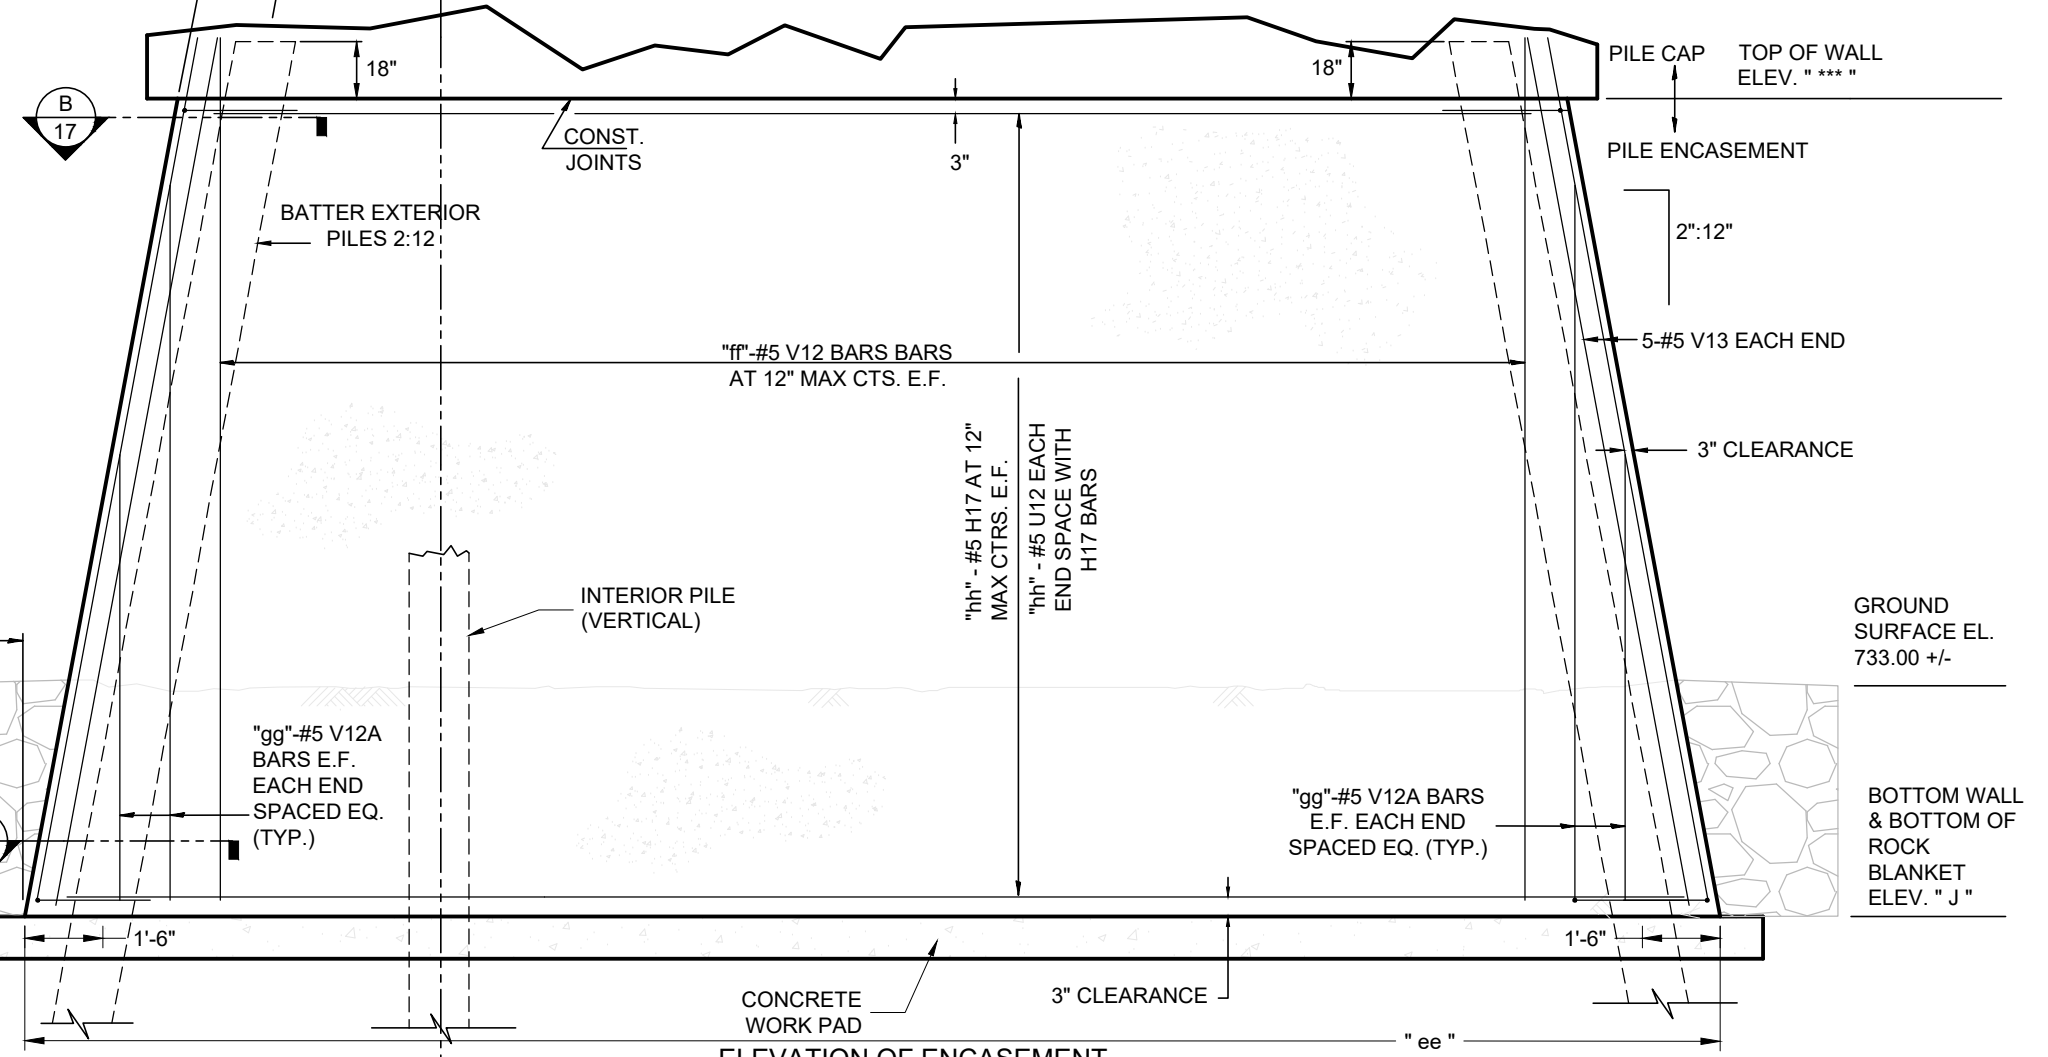 18"
18"
PILE CAP
TOP OF WALL
ELEV. " *** "
B
17
CONST.
JOINTS
3"
PILE ENCASEMENT
BATTER EXTERIOR
PILES 2:12
2":12"
"ff"-#5 V12 BARS BARS
AT 12" MAX CTS. E.F.
5-#5 V13 EACH END
3" CLEARANCE
"hh" - #5 H17 AT 12"
MAX CTRS. E.F.
"hh" - #5 U12 EACH
END SPACE WITH
H17 BARS
INTERIOR PILE
(VERTICAL)
GROUND
SURFACE EL.
733.00 +/-
"gg"-#5 V12A
BARS E.F.
EACH END
SPACED EQ.
(TYP.)
"gg"-#5 V12A BARS
E.F. EACH END
SPACED EQ. (TYP.)
BOTTOM WALL
& BOTTOM OF
ROCK
BLANKET
ELEV. " J "
1'-6"
1'-6"
CONCRETE
WORK PAD
3" CLEARANCE
" ee "
ELEVATION OF ENCASEMENT